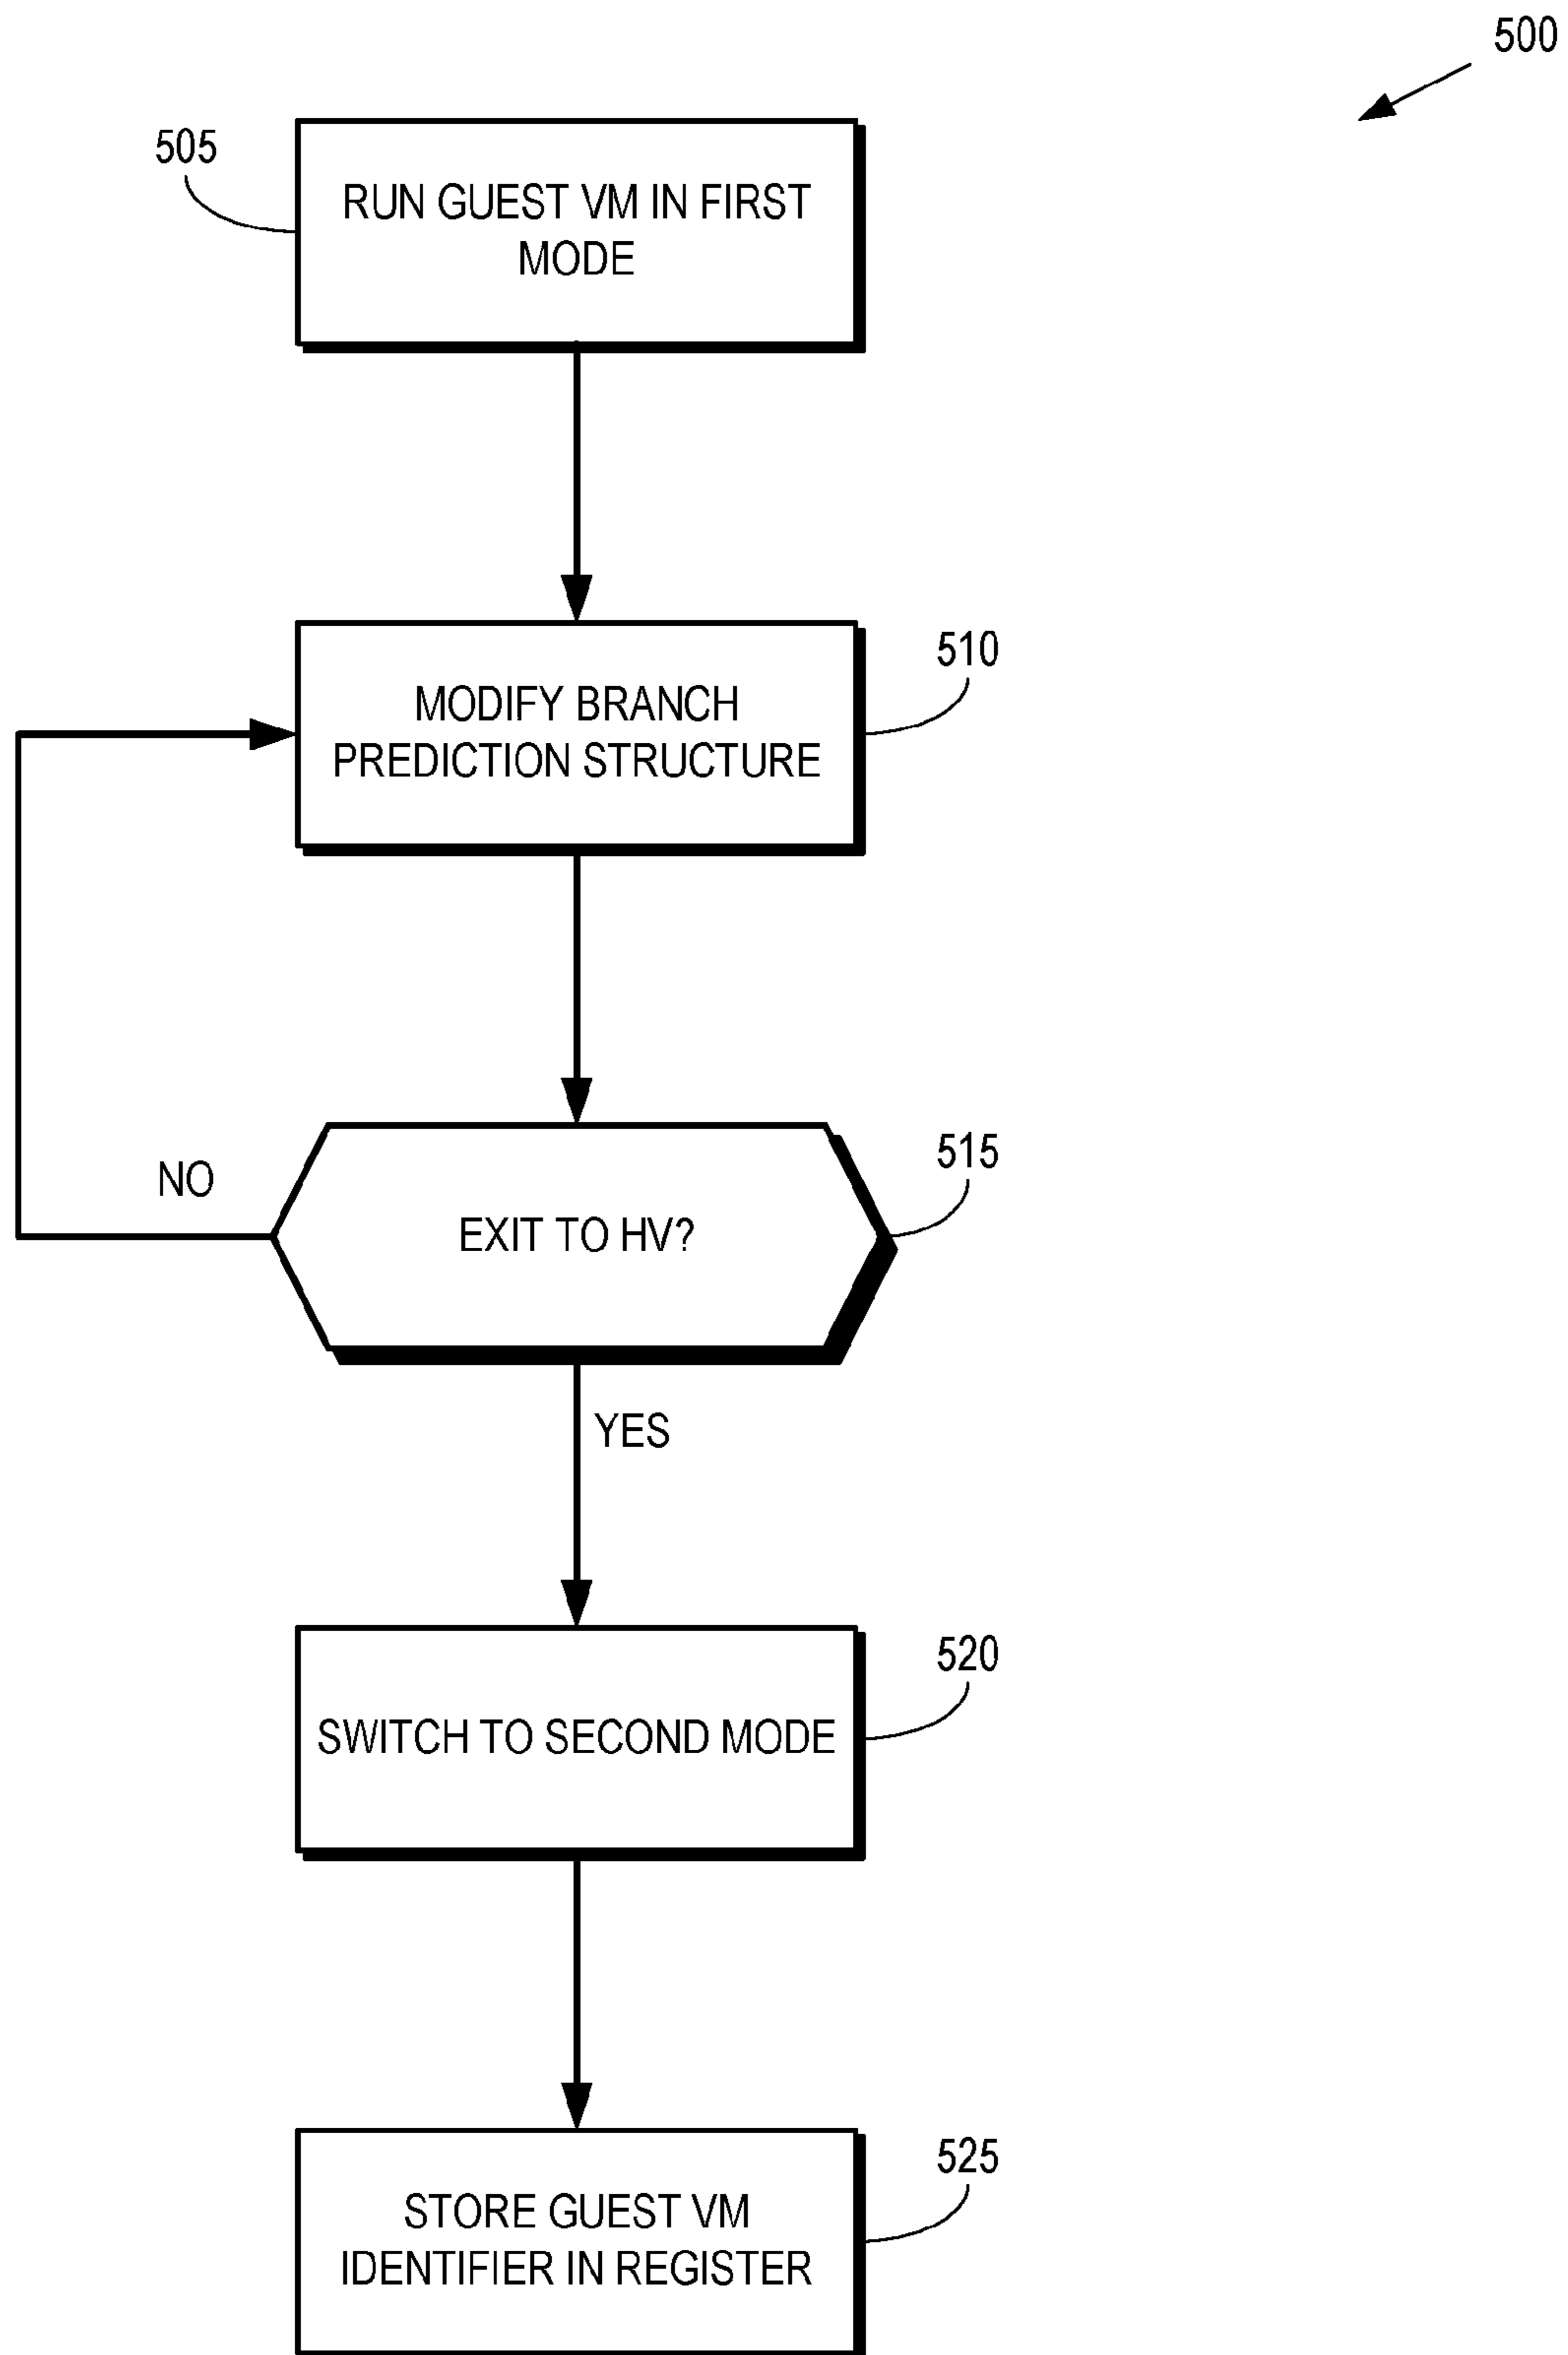 500
505
RUN GUEST VM IN FIRST
MODE
510
MODIFY BRANCH
PREDICTION STRUCTURE
515
NO
EXIT TO HV?
YES
520
SWITCH TO SECOND MODE
525
STORE GUEST VM
IDENTIFIER IN REGISTER